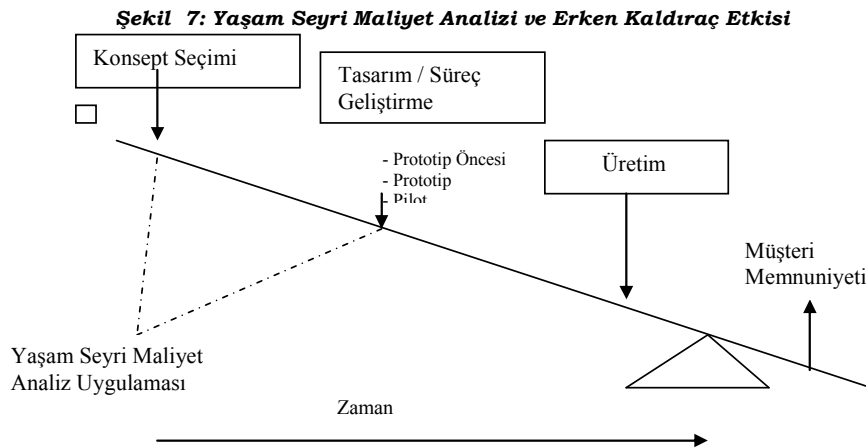 Şekil 7: Yaşam Seyri Maliyet Analizi ve Erken Kaldıraç Etkisi
Konsept Seçimi
Tasarım / Süreç
Geliştirme
- Prototip Öncesi
- Prototip
- Pilot
Üretim
Müşteri
Memnuniyeti
Yaşam Seyri Maliyet
Analiz Uygulaması
Zaman